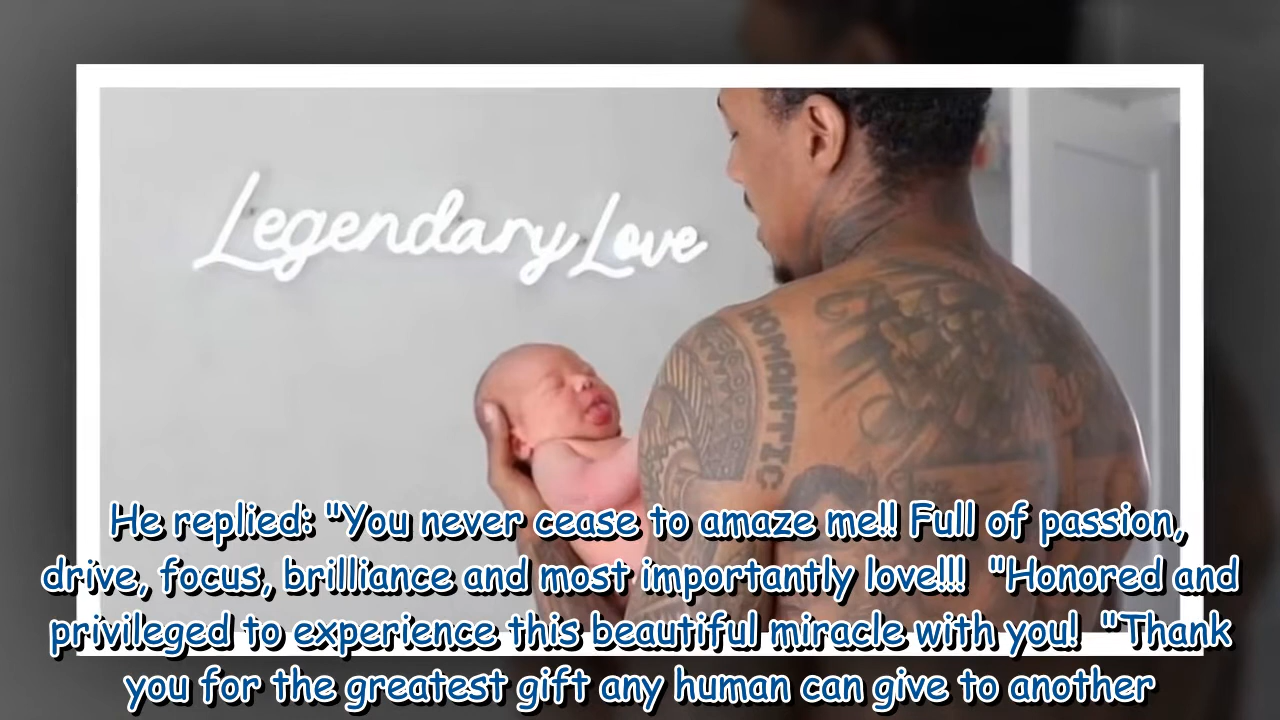 Legendary Love
ROMANTIC
He replied: "You never cease to amaze me!! Full of passion,
drive, focus, brilliance and most importantly love!!! "Honored and
privileged to experience this beautiful miracle with you! "Thank
you for the greatest gift any human can give to another